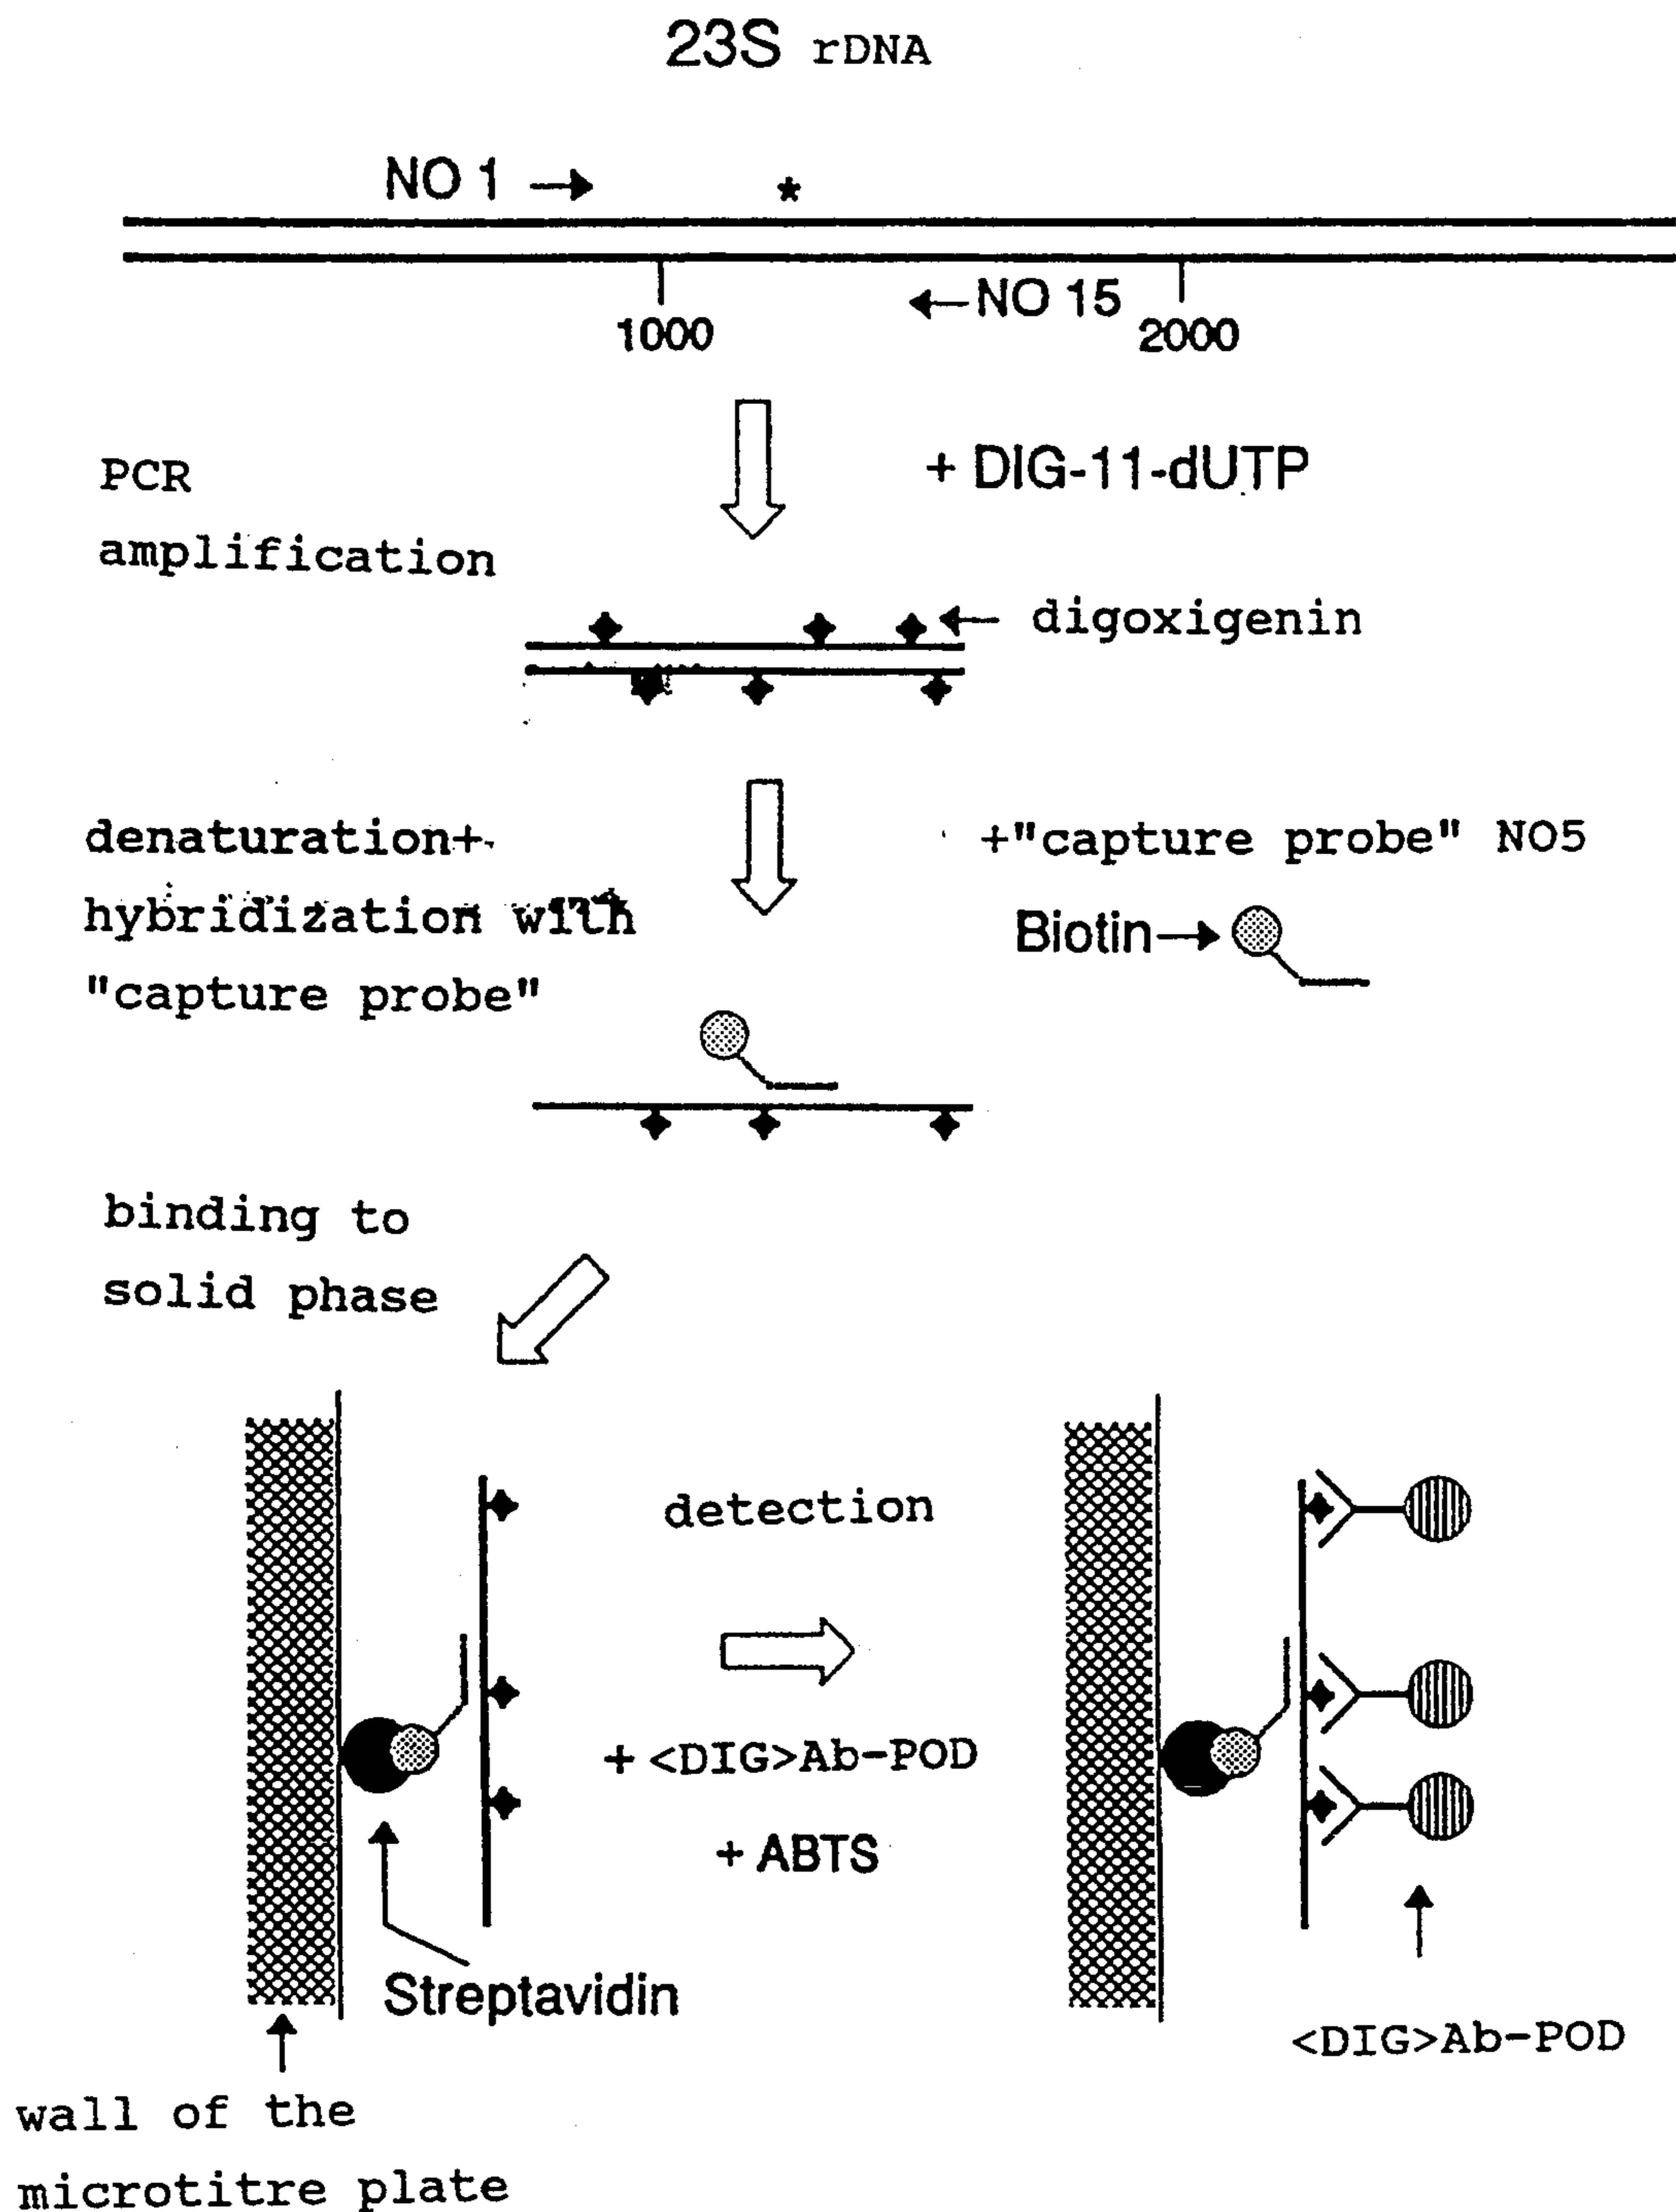 23S rDNA
NO 1
*
NO 15
1000
2000
PCR
amplification
+ DIG-11-dUTP
digoxigenin
denaturation+
hybridization with
"capture probe"
+"capture probe" NO5
Biotin
binding to
solid phase
detection
+ <DIG>Ab-POD
+ ABTS
Streptavidin
<DIG>Ab-POD
wall of the
microtitre plate